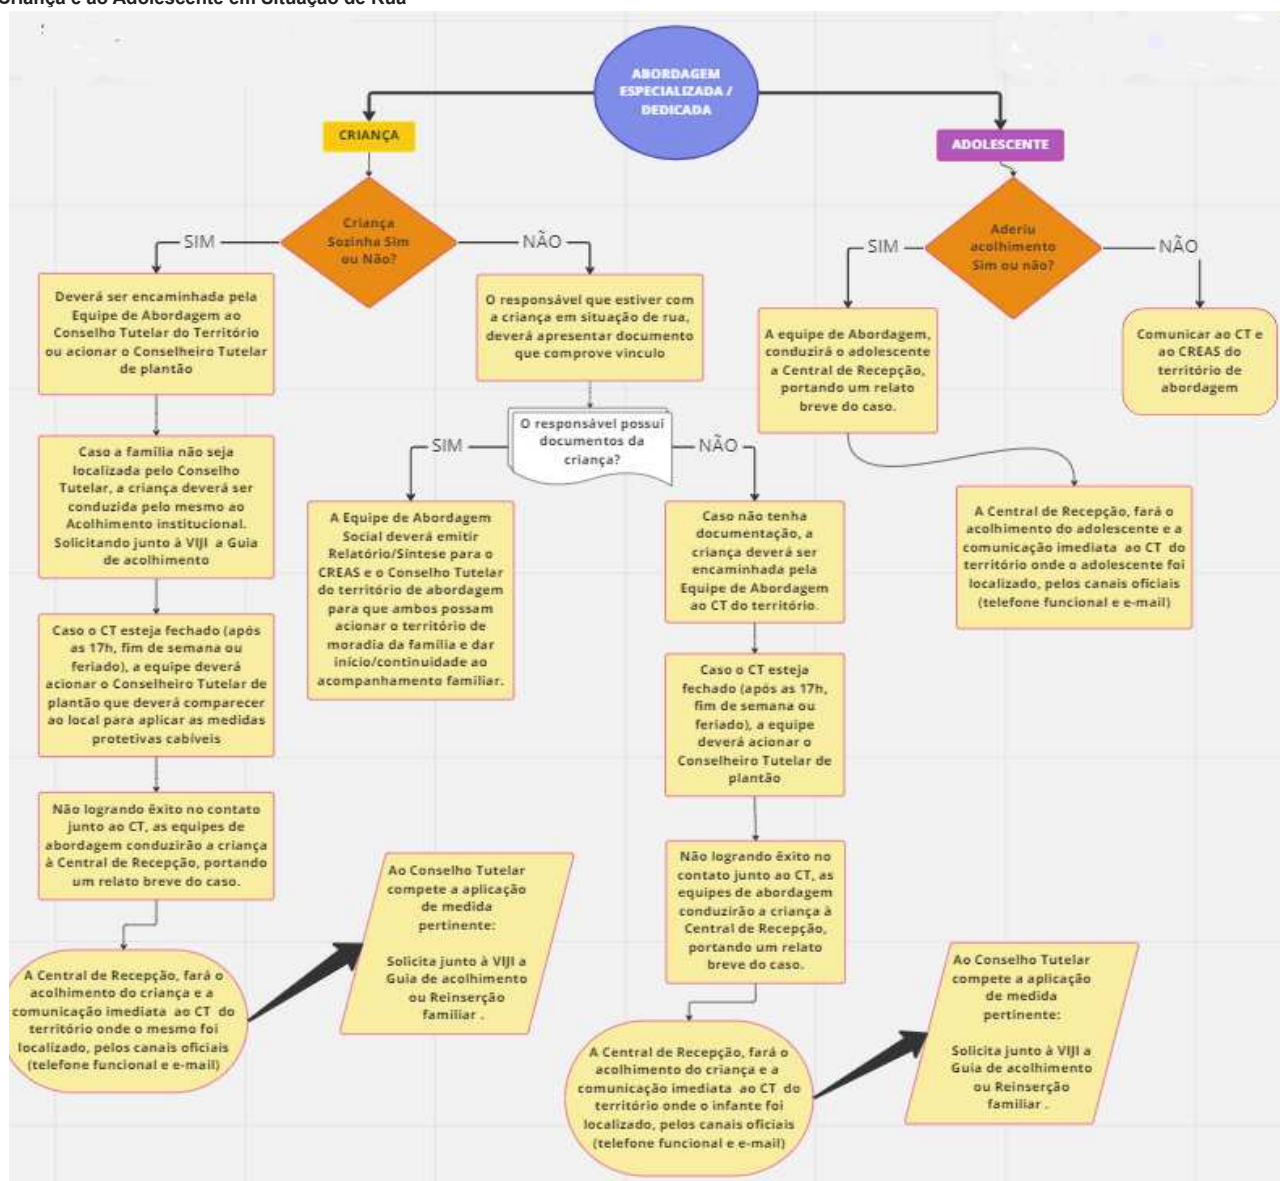 Criança e ao Adolescente em Situação de Rua
ABORDAGEM
ESPECIALIZADA /
DEDICADA
CRIANÇA
Criança
Sozinha Sim
ou Não?
SIM
Deverá ser encaminhada pela
Equipe de Abordagem ao
Conselho Tutelar do Território
ou acionar o Conselheiro Tutelar
de plantão
Caso a família não seja
localizada pelo Conselho
Tutelar, a criança deverá ser
conduzida pelo mesmo ao
Acolhimento institucional.
Solicitando junto à VIJI a Guia
de acolhimento
Caso o CT esteja fechado (após
as 17h, fim de semana ou
feriado), a equipe deverá
acionar o Conselheiro Tutelar de
plantão que deverá comparecer
ao local para aplicar as medidas
protetivas cabíveis
Não logrando êxito no contato
junto ao CT, as equipes de
abordagem conduzirão a criança
à Central de Recepção, portando
um relato breve do caso.
A Central de Recepção, fará o
acolhimento do criança e a
comunicação imediata ao CT do
território onde o mesmo foi
localizado, pelos canais oficiais
(telefone funcional e e-mail)
Ao Conselho Tutelar
compete a aplicação
de medida
pertinente:
Solicita junto à VIJI a
Guia de acolhimento
ou Reinserção
familiar .
NÃO
O responsável que estiver com
a criança em situação de rua,
deverá apresentar documento
que comprove vinculo
O responsável possui
documentos da
criança?
SIM
A Equipe de Abordagem
Social deverá emitir
Relatório/Síntese para o
CREAS e o Conselho Tutelar
do território de abordagem
para que ambos possam
acionar o território de
moradia da família e dar
início/continuidade ao
acompanhamento familiar.
NÃO
Caso não tenha
documentação, a
criança deverá ser
encaminhada pela
Equipe de Abordagem
ao CT do território.
Caso o CT esteja
fechado (após as 17h,
fim de semana ou
feriado), a equipe
deverá acionar o
Conselheiro Tutelar de
plantão
Não logrando êxito no
contato junto ao CT, as
equipes de abordagem
conduzirão a criança à
Central de Recepção,
portando um relato
breve do caso.
A Central de Recepção, fará o
acolhimento do criança e a
comunicação imediata ao CT do
território onde o infante foi
localizado, pelos canais oficiais
(telefone funcional e e-mail)
Ao Conselho Tutelar
compete a aplicação
de medida
pertinente:
Solicita junto à VIJI a
Guia de acolhimento
ou Reinserção
familiar .
ADOLESCENTE
Aderiu
acolhimento
Sim ou não?
SIM
A equipe de Abordagem,
conduzirá o adolescente
a Central de Recepção,
portando um relato
breve do caso.
A Central de Recepção, fará o
acolhimento do adolescente e a
comunicação imediata ao CT do
território onde o adolescente foi
localizado, pelos canais oficiais
(telefone funcional e e-mail)
NÃO
Comunicar ao CT e
ao CREAS do
território de
abordagem